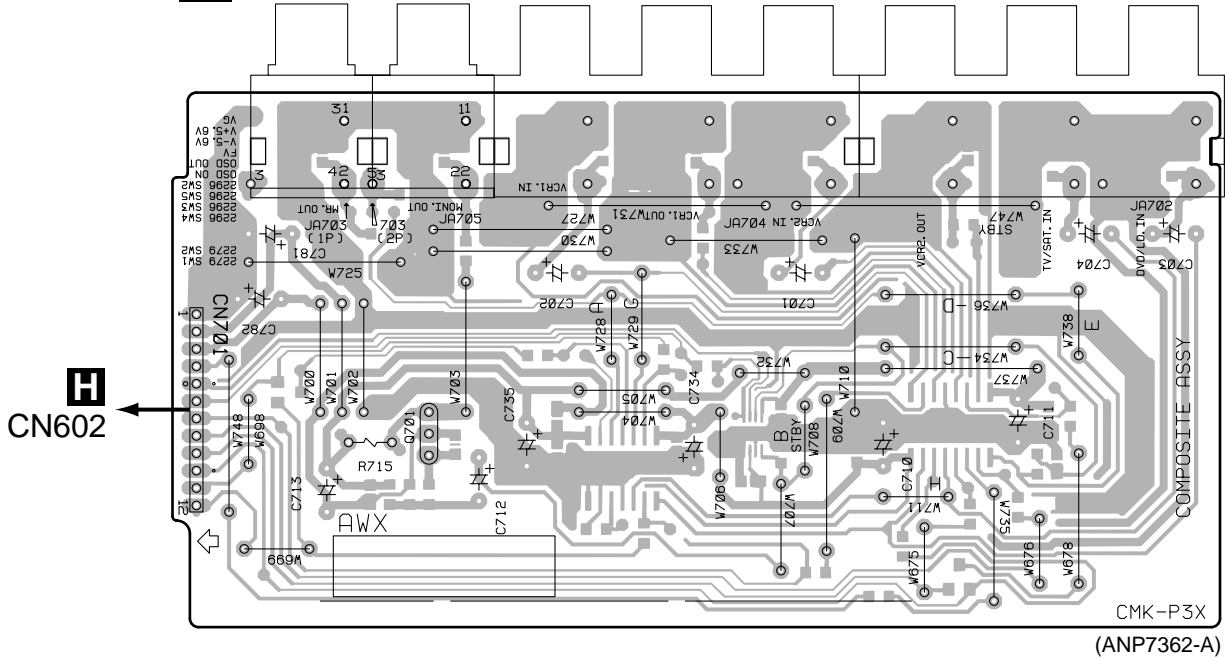 31
11
VG
V+5.6V
V-5.6V
FV
OSD OUT
OSD ON
2296 SW2
2296 SW5
2296 SW3
2296 SW4
2279 SW2
2279 SW1
3
42
53
22
MR.OUT
JA703
(1P)
703
(2P)
MONI.OUT
JA705
VCR1.IN
W727
W731
VCR1.OUT
JA704
VCR2.IN
W730
W733
VCR2.OUT
W747
STBY
TV/SAT.IN
JA702
DVD/LD.IN
C781
W725
C704
C703
C782
CN701
1
C702
W728
A
W729
G
C701
W736-D
W738
E
W732
W734-C
W737
H
CN602
W748
W698
W700
W701
W702
W703
C735
W705
W704
C734
W710
Q701
R715
B
STBY
W708
W709
C711
COMPOSITE ASSY
C713
C712
W706
W707
C710
H
W711
W735
12
AWX
W699
W675
W676
W678
CMK-P3X
(ANP7362-A)